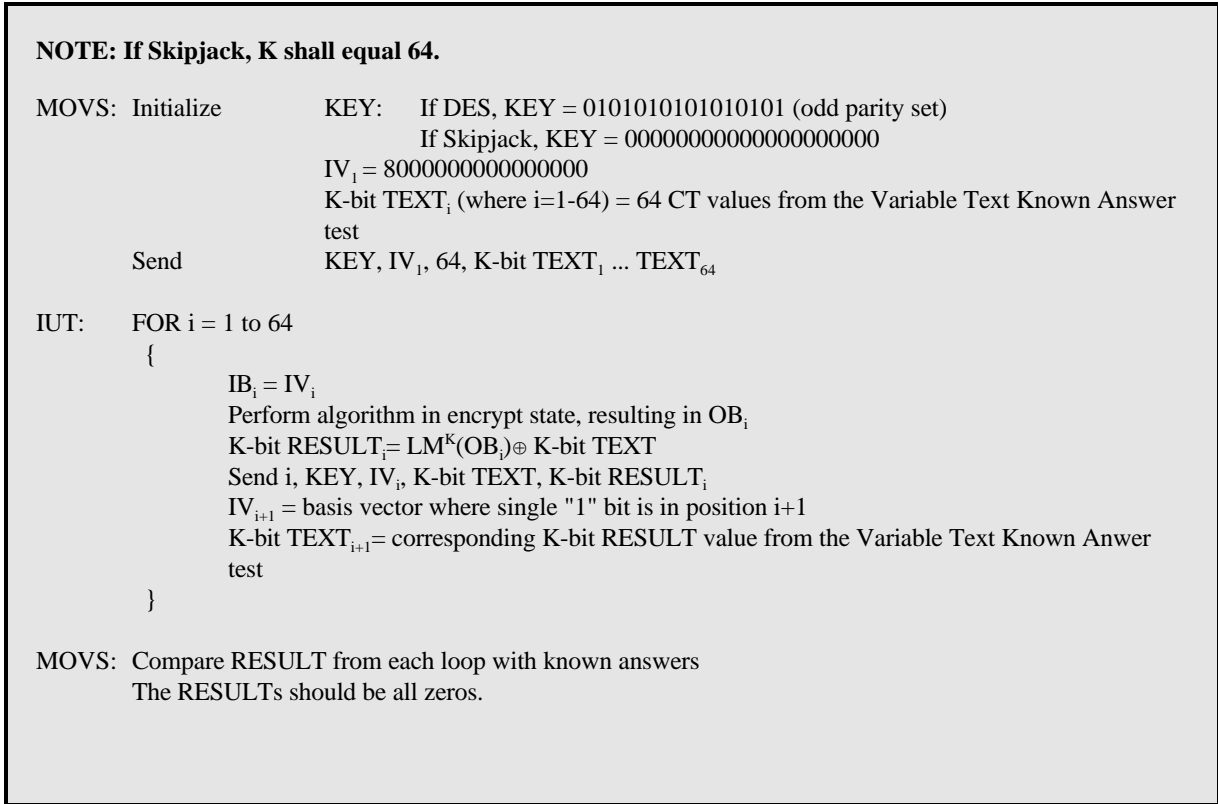 NOTE: If Skipjack, K shall equal 64.
MOVS: Initialize KEY: If DES, KEY = 0101010101010101 (odd parity set)
If Skipjack, KEY = 00000000000000000000
IV₁ = 8000000000000000
K-bit TEXTᵢ (where i=1-64) = 64 CT values from the Variable Text Known Answer
test
Send KEY, IV₁, 64, K-bit TEXT₁ ... TEXT₆₄
IUT: FOR i = 1 to 64
{
IBᵢ = IVᵢ
Perform algorithm in encrypt state, resulting in OBᵢ
K-bit RESULTᵢ= LMᴷ(OBᵢ)⊕ K-bit TEXT
Send i, KEY, IVᵢ, K-bit TEXT, K-bit RESULTᵢ
IVᵢ₊₁ = basis vector where single "1" bit is in position i+1
K-bit TEXTᵢ₊₁= corresponding K-bit RESULT value from the Variable Text Known Anwer
test
}
MOVS: Compare RESULT from each loop with known answers
The RESULTs should be all zeros.